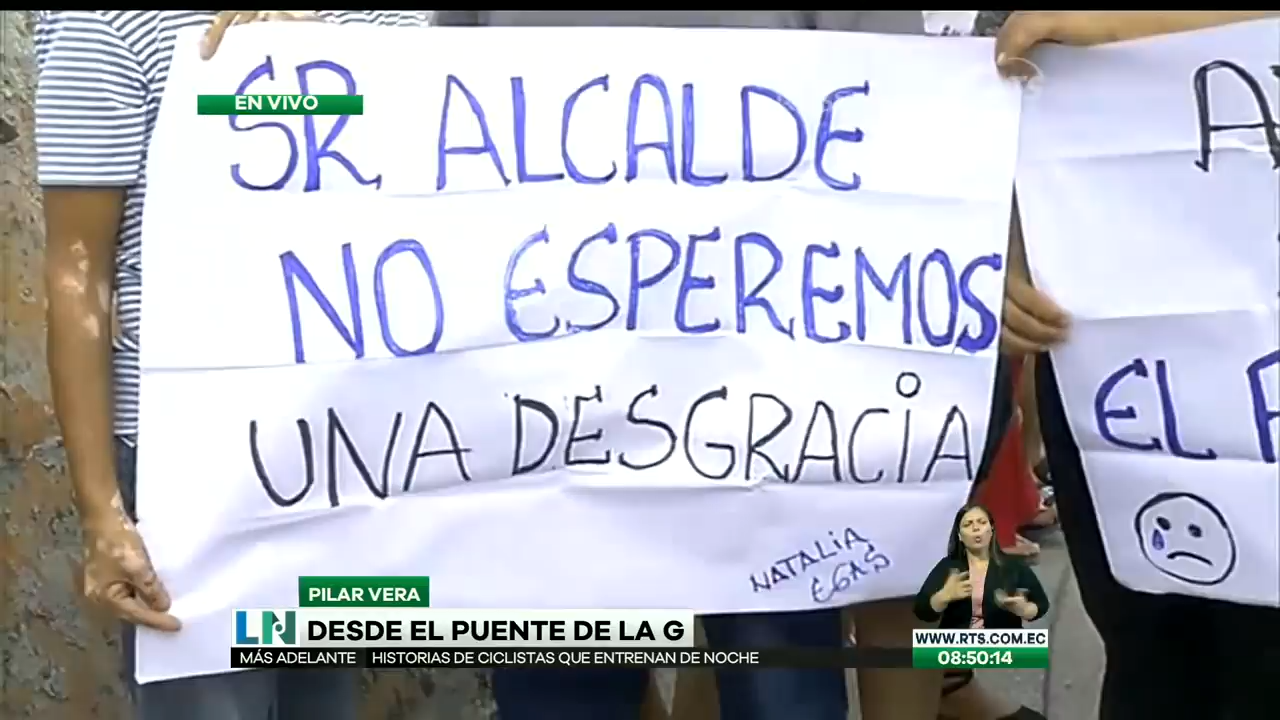 EN VIVO
SR ALCALDE
NO ESPEREMOS
UNA DESGRACIA
NATALIA
EGAS
EL
PILAR VERA
LN DESDE EL PUENTE DE LA G
MÁS ADELANTE HISTORIAS DE CICLISTAS QUE ENTRENAN DE NOCHE
WWW.RTS.COM.EC
08:50:14